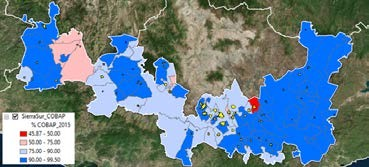 SierraSur_COBAP
% COBAP_2015
45.87 - 50.00
50.00 - 75.00
75.00 - 90.00
90.00 - 99.50